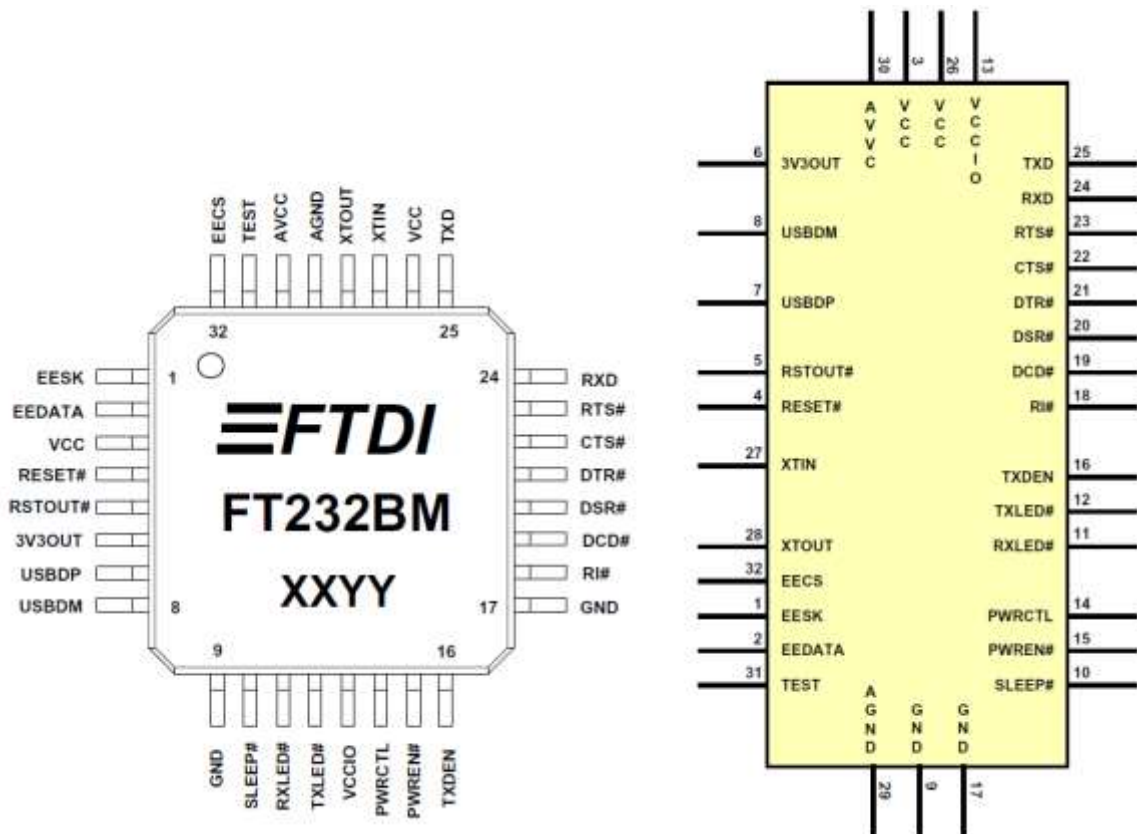 EECS
TEST
AVCC
AGND
XTOUT
XTIN
VCC
TXD
32
25
EESK
EEDATA
VCC
RESET#
RSTOUT#
3V3OUT
USBDP
USBDM
1
8
24
17
FTDI
FT232BM
XXYY
RXD
RTS#
CTS#
DTR#
DSR#
DCD#
RI#
GND
9
16
GND
SLEEP#
RXLED#
TXLED#
VCCIO
PWRCTL
PWREN#
TXDEN
30
3
26
13
AVVC
VCC
VCC
VCCIO
6
3V3OUT
8
USBDM
7
USBDP
5
RSTOUT#
4
RESET#
27
XTIN
28
XTOUT
32
EECS
1
EESK
2
EEDATA
31
TEST
TXD
25
RXD
24
RTS#
23
CTS#
22
DTR#
21
DSR#
20
DCD#
19
RI#
18
TXDEN
16
TXLED#
12
RXLED#
11
PWRCTL
14
PWREN#
15
SLEEP#
10
AGND
GND
GND
29
9
17